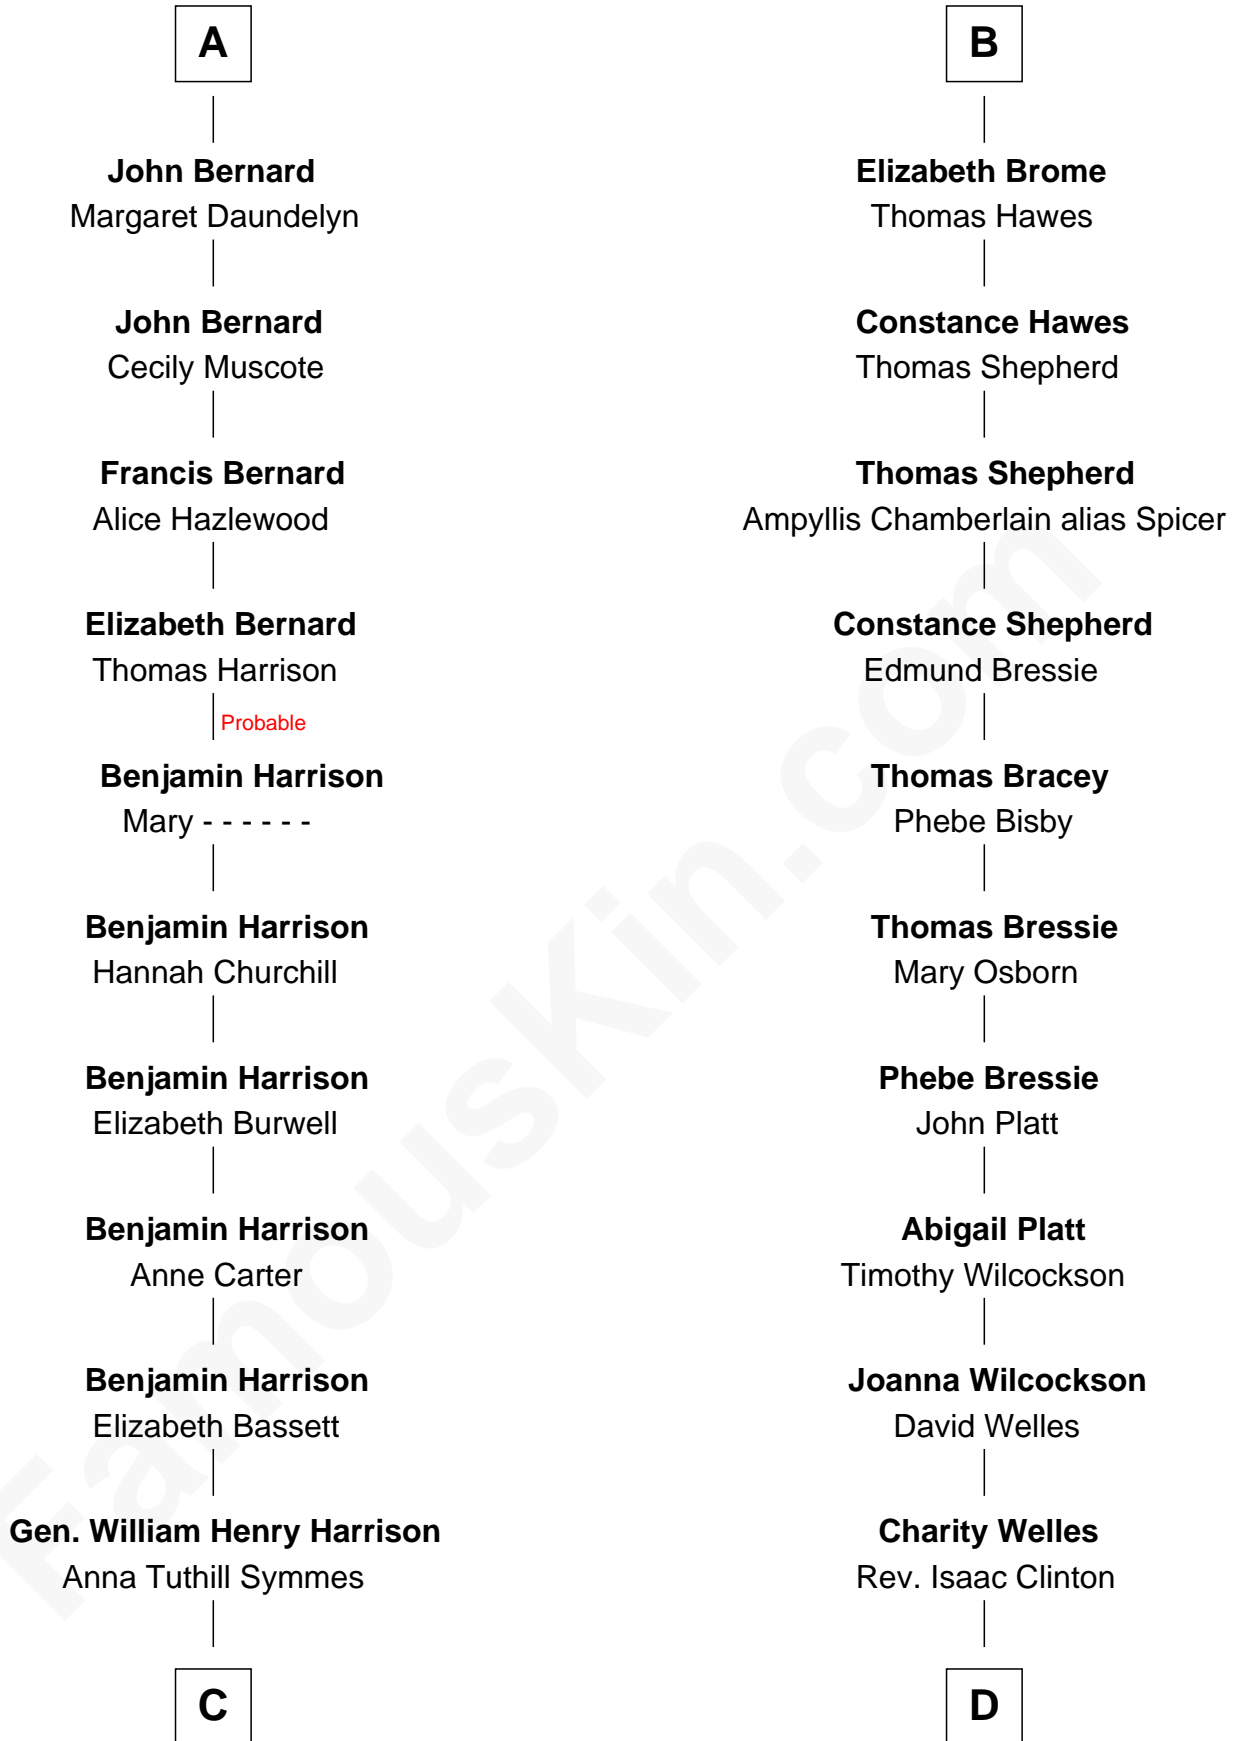 A
John Bernard
Margaret Daundelyn
John Bernard
Cecily Muscote
Francis Bernard
Alice Hazlewood
Elizabeth Bernard
Thomas Harrison
Probable
Benjamin Harrison
Mary - - - - - -
Benjamin Harrison
Hannah Churchill
Benjamin Harrison
Elizabeth Burwell
Benjamin Harrison
Anne Carter
Benjamin Harrison
Elizabeth Bassett
Gen. William Henry Harrison
Anna Tuthill Symmes
C
B
Elizabeth Brome
Thomas Hawes
Constance Hawes
Thomas Shepherd
Thomas Shepherd
Ampyllis Chamberlain alias Spicer
Constance Shepherd
Edmund Bressie
Thomas Bracey
Phebe Bisby
Thomas Bressie
Mary Osborn
Phebe Bressie
John Platt
Abigail Platt
Timothy Wilcockson
Joanna Wilcockson
David Welles
Charity Welles
Rev. Isaac Clinton
D
FamousKin.com